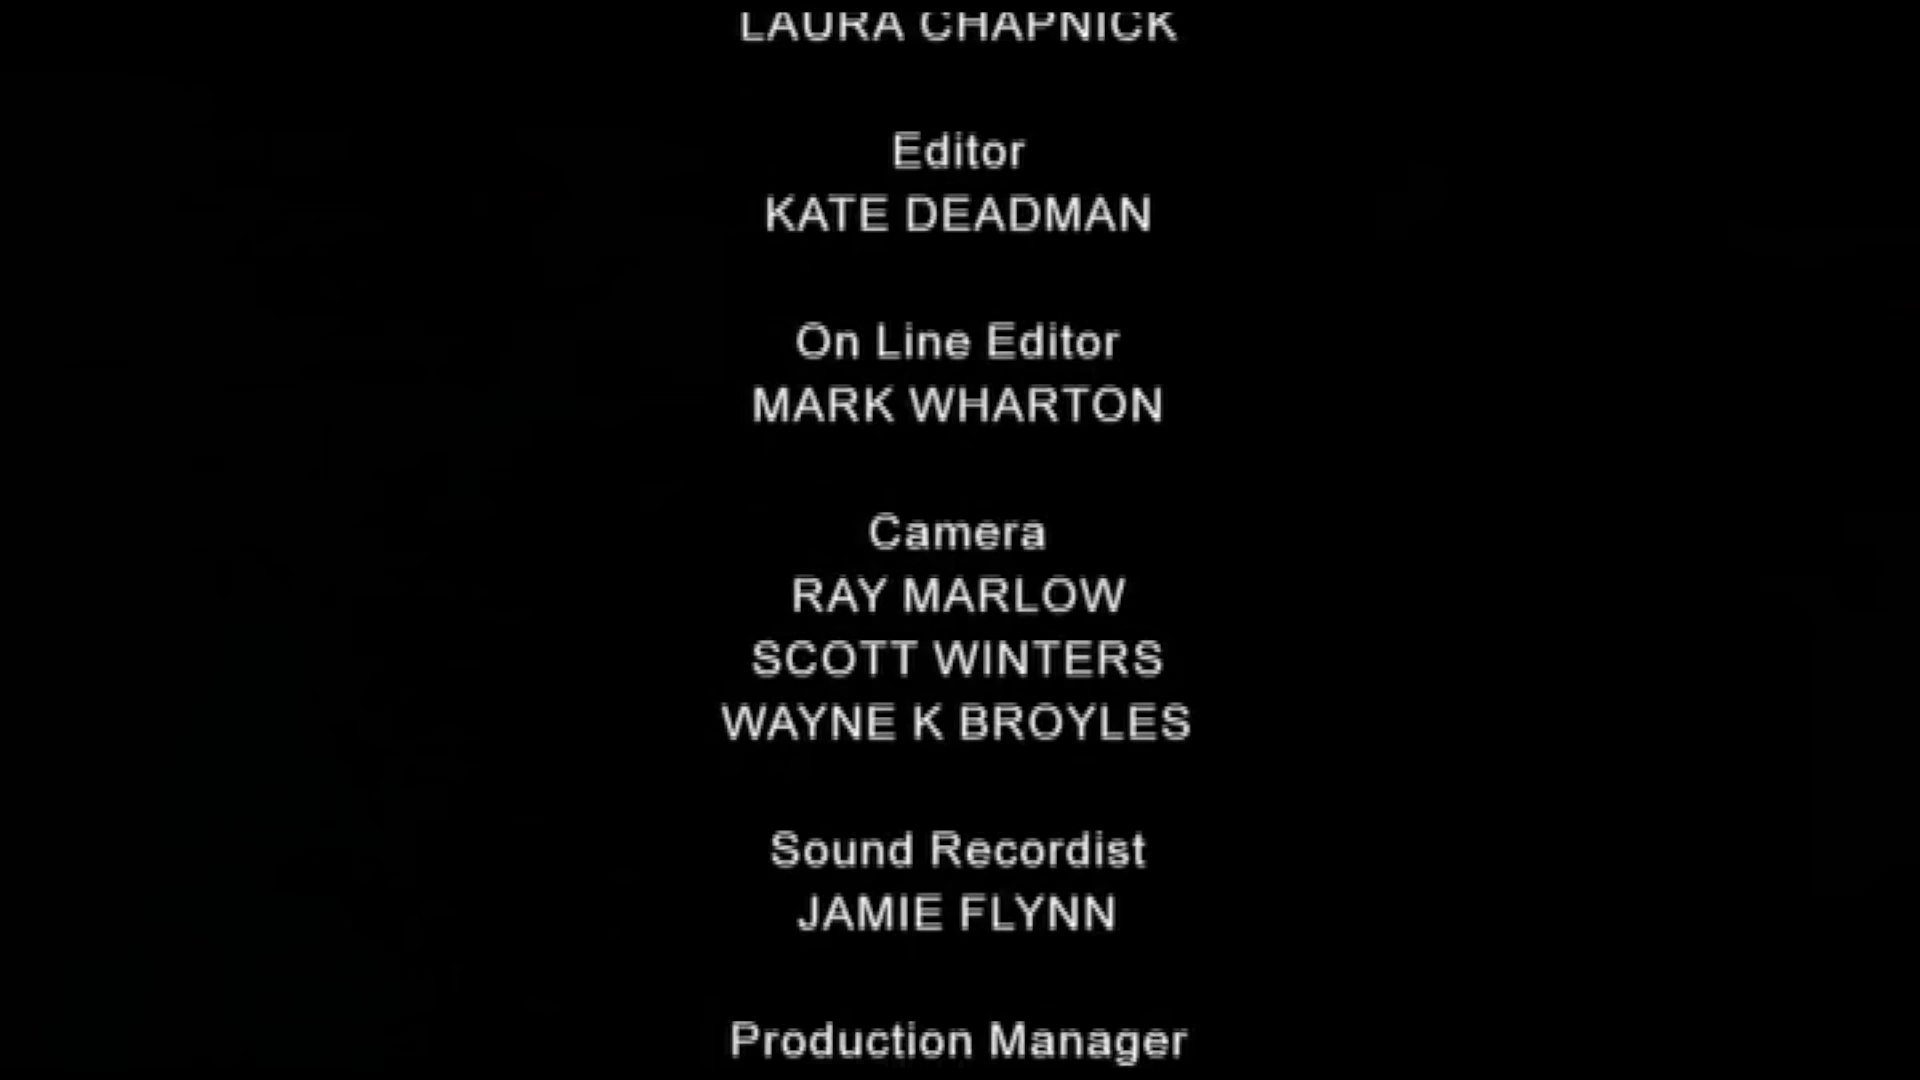 LAURA CHAPNICK
Editor
KATE DEADMAN
On Line Editor
MARK WHARTON
Camera
RAY MARLOW
SCOTT WINTERS
WAYNE K BROYLES
Sound Recordist
JAMIE FLYNN
Production Manager